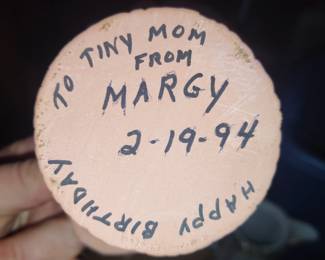 TO TINY MOM
FROM
MARGY
2-19-94
HAPPY BIRTHDAY